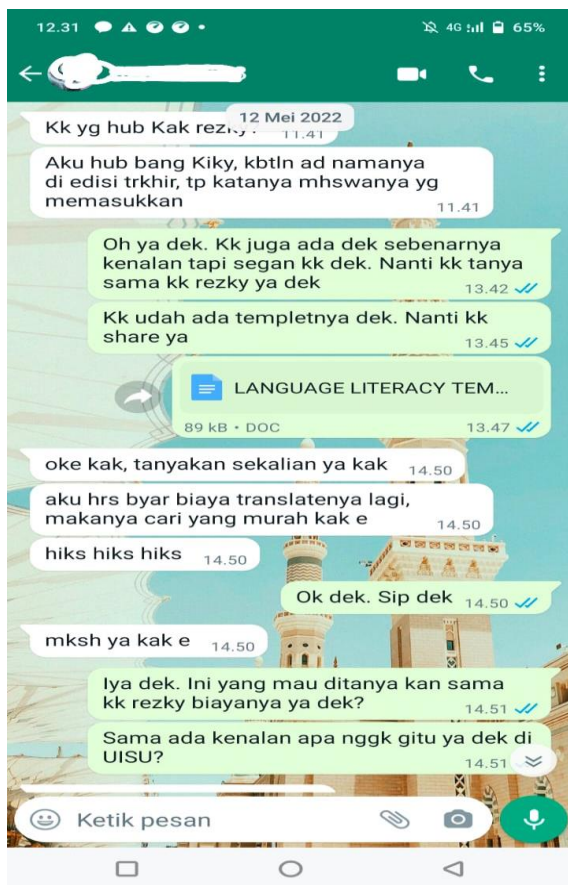 12.31
4G
65%
12 Mei 2022
Kk yg hub Kak
11.41
Aku hub bang Kiky, kbtln ad namanya
di edisi trkhir, tp katanya mhswanya yg
memasukkan
11.41
Oh ya dek. Kk juga ada dek sebenarnya
kenalan tapi segan kk dek. Nanti kk tanya
sama kk rezky ya dek
13.42
Kk udah ada templetnya dek. Nanti kk
share ya
13.45
LANGUAGE LITERACY TEM...
89 kB • DOC
13.47
oke kak, tanyakan sekalian ya kak
14.50
aku hrs byar biaya translatenya lagi,
makanya cari yang murah kak e
14.50
hiks hiks hiks
14.50
Ok dek. Sip dek
14.50
mksh ya kak e
14.50
Iya dek. Ini yang mau ditanya kan sama
kk rezky biayanya ya dek?
14.51
Sama ada kenalan apa nggk gitu ya dek di
UISU?
14.51
Ketik pesan